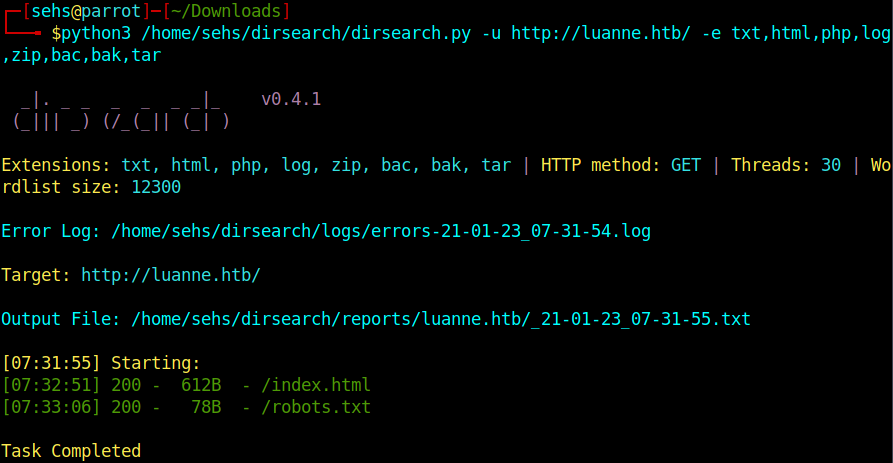 ┌─[sehs@parrot]─[~/Downloads]
└──╼ $python3 /home/sehs/dirsearch/dirsearch.py -u http://luanne.htb/ -e txt,html,php,log
,zip,bac,bak,tar
  _|. _ _  _  _  _ _|_    v0.4.1
 (_||| _) (/_(_|| (_| )
Extensions: txt, html, php, log, zip, bac, bak, tar | HTTP method: GET | Threads: 30 | Wo
rdlist size: 12300
Error Log: /home/sehs/dirsearch/logs/errors-21-01-23_07-31-54.log
Target: http://luanne.htb/
Output File: /home/sehs/dirsearch/reports/luanne.htb/_21-01-23_07-31-55.txt
[07:31:55] Starting:
[07:32:51] 200 -  612B  - /index.html
[07:33:06] 200 -   78B  - /robots.txt
Task Completed